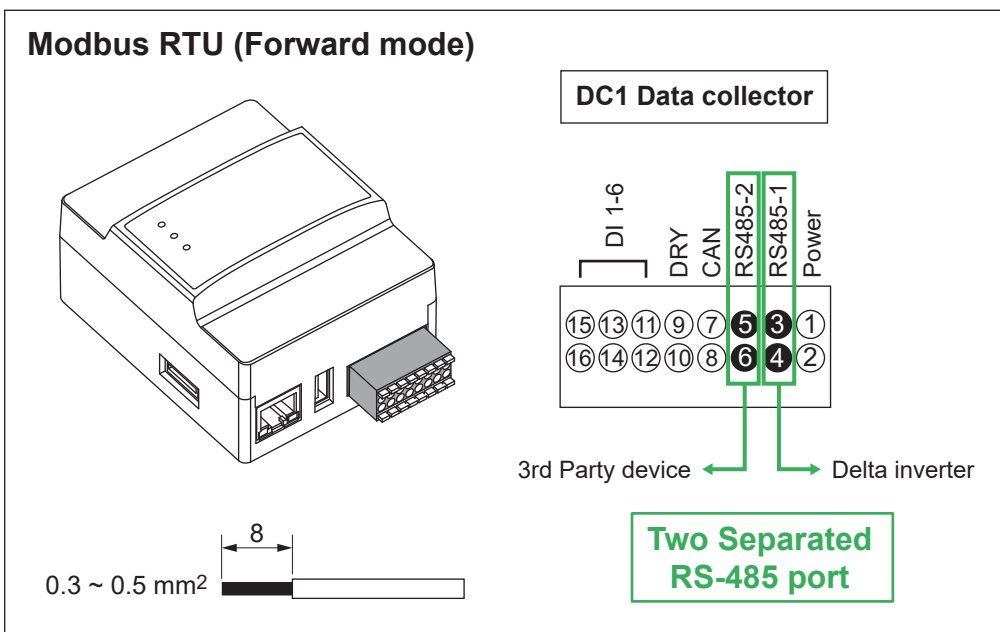 Modbus RTU (Forward mode)
DC1 Data collector
DI 1-6
DRY
CAN
RS485-2
RS485-1
Power
15 13 11 9 7 5 3 1
16 14 12 10 8 6 4 2
3rd Party device
Delta inverter
8
0.3 ~ 0.5 mm2
Two Separated
RS-485 port